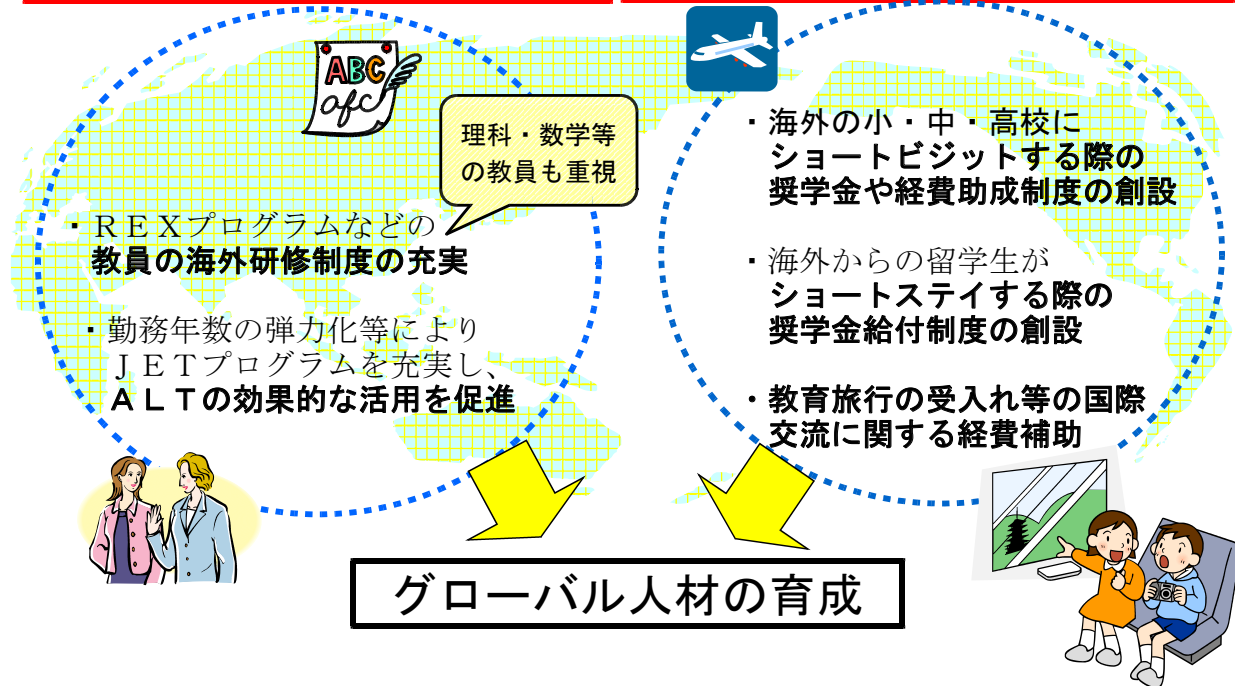 ABC
afc
理科・数学等
の教員も重視
・ＲＥＸプログラムなどの
教員の海外研修制度の充実
・勤務年数の弾力化等により
ＪＥＴプログラムを充実し、
ＡＬＴの効果的な活用を促進
・海外の小・中・高校に
ショートビジットする際の
奨学金や経費助成制度の創設
・海外からの留学生が
ショートステイする際の
奨学金給付制度の創設
・教育旅行の受入れ等の国際
交流に関する経費補助
グローバル人材の育成